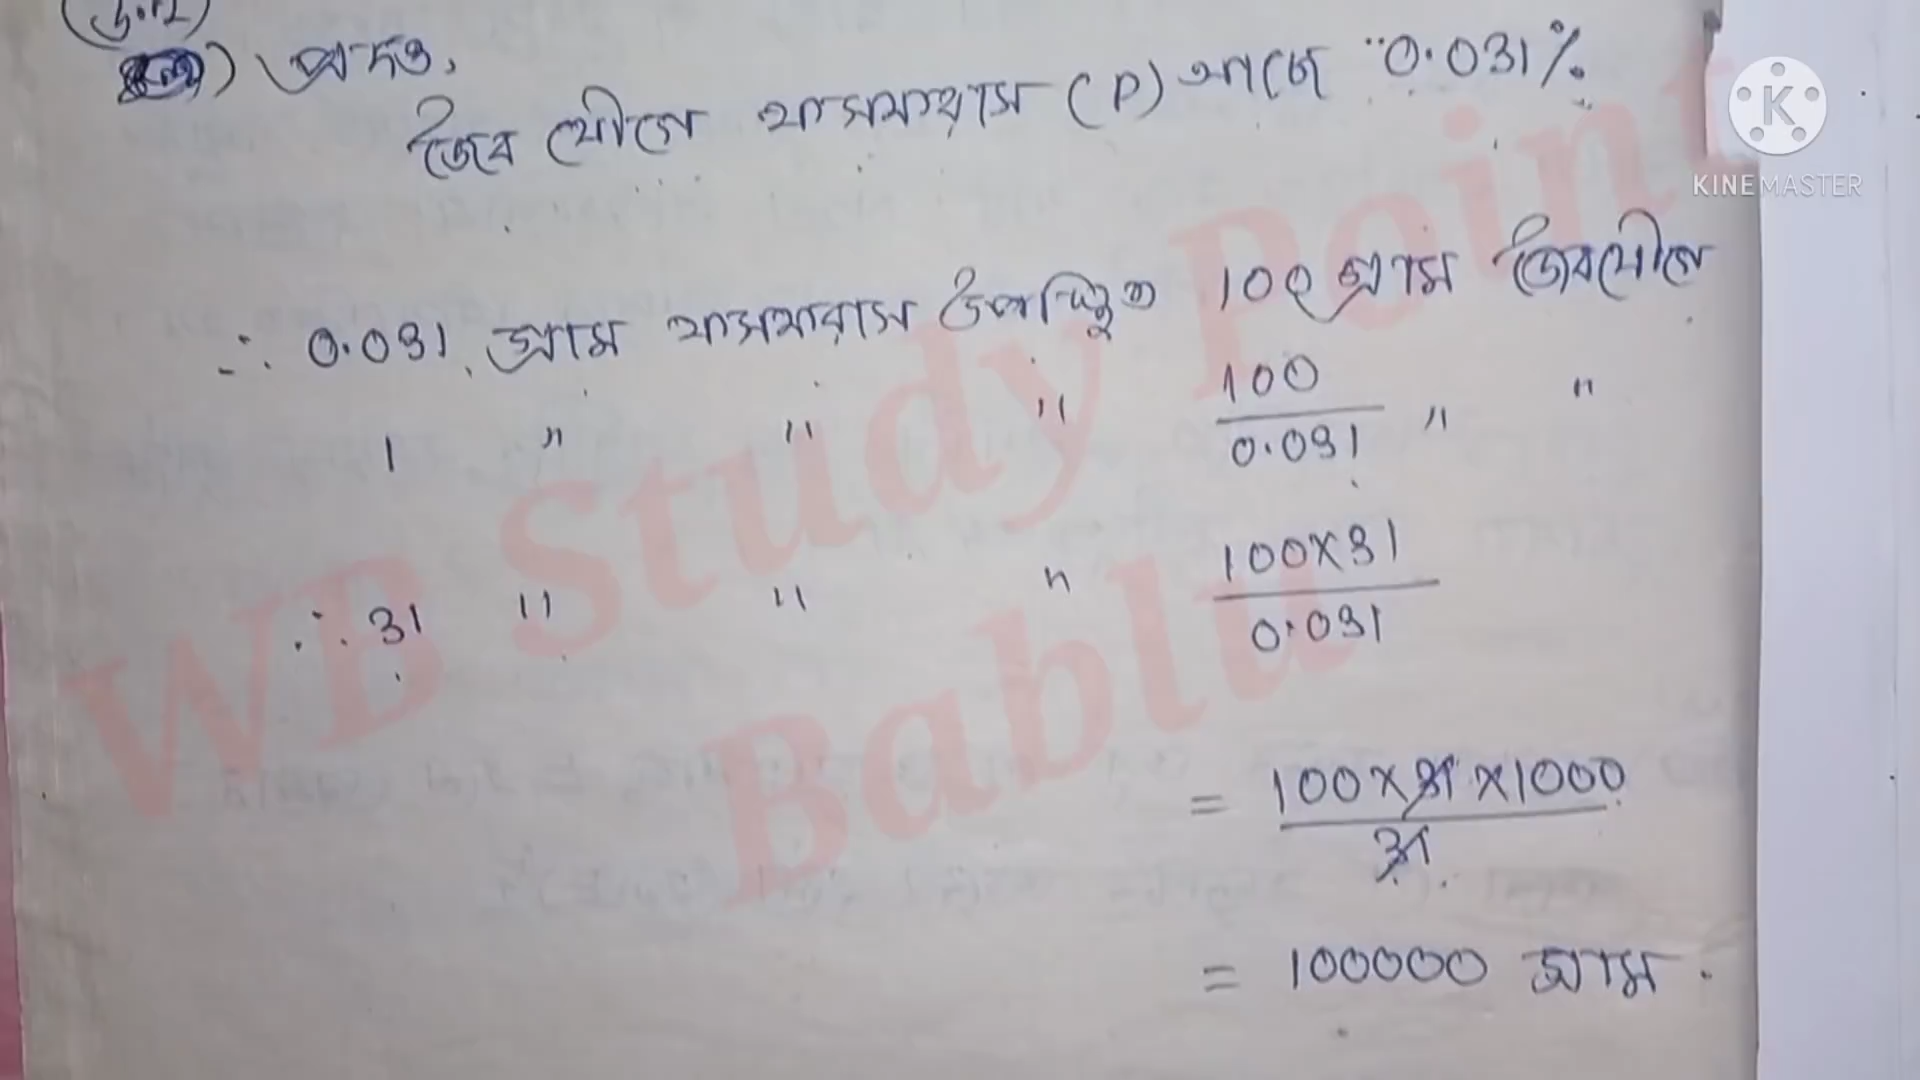 প্রদত্ত,
জৈব যৌগে ফসফরাস (P) আছে 0.031%.
∴ 0.031 গ্রাম ফসফরাস উপস্থিত 100 গ্রাম জৈবযৌগে
1 " " " 100/0.031 " "
∴ 31 " " " 100×31/0.031
= 100×31×1000/31
= 100000 গ্রাম.
WB Study Point
Bablu
KINEMASTER